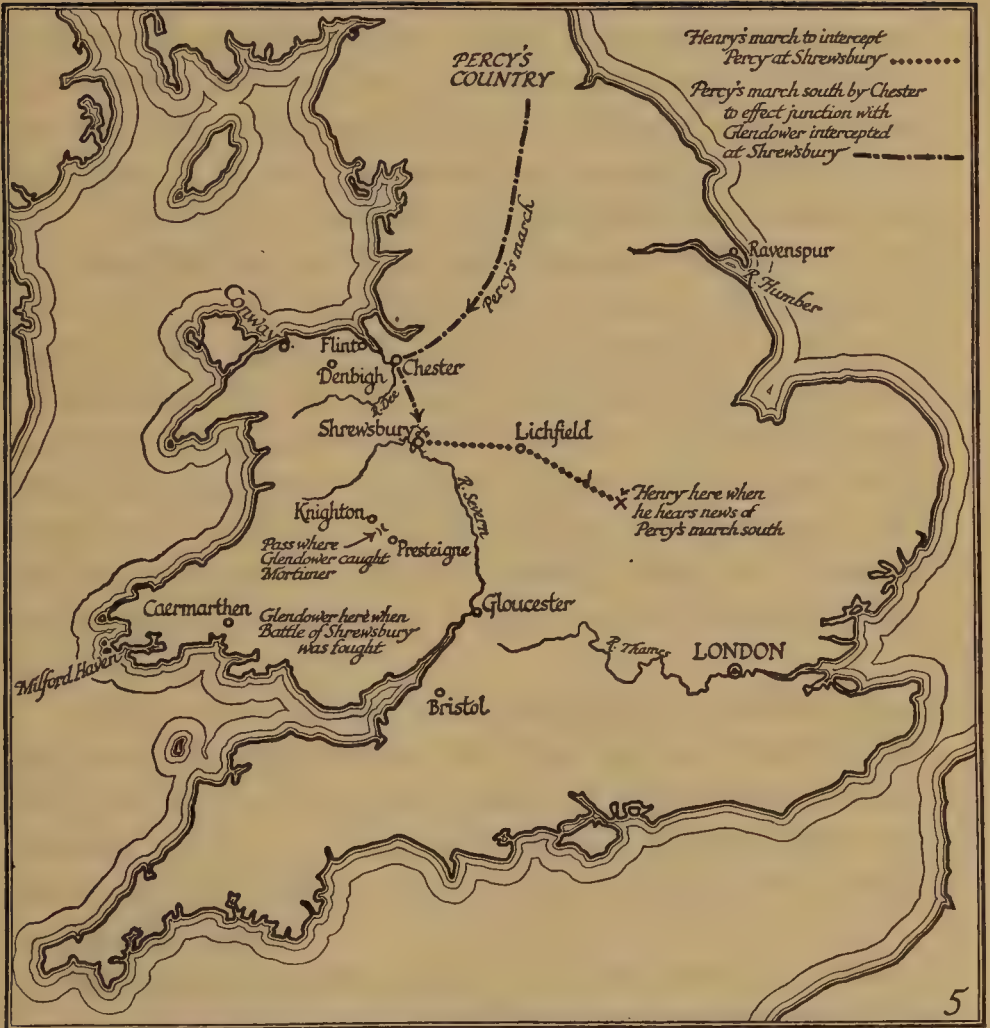 PERCY'S
COUNTRY
Henry's march to intercept
Percy at Shrewsbury
Percy's march south by Chester
to effect junction with
Glendower intercepted
at Shrewsbury
Percy's march
Ravenspur
R. Humber
Conway
Flint
Denbigh
Chester
R. Dee
Shrewsbury
Lichfield
R. Severn
Henry here when
he hears news of
Percy's march south
Knighton
Pass where
Glendower caught
Mortimer
Presteigne
Caermarthen
Glendower here when
Battle of Shrewsbury
was fought
Gloucester
Milford Haven
R. Thames
LONDON
Bristol
5